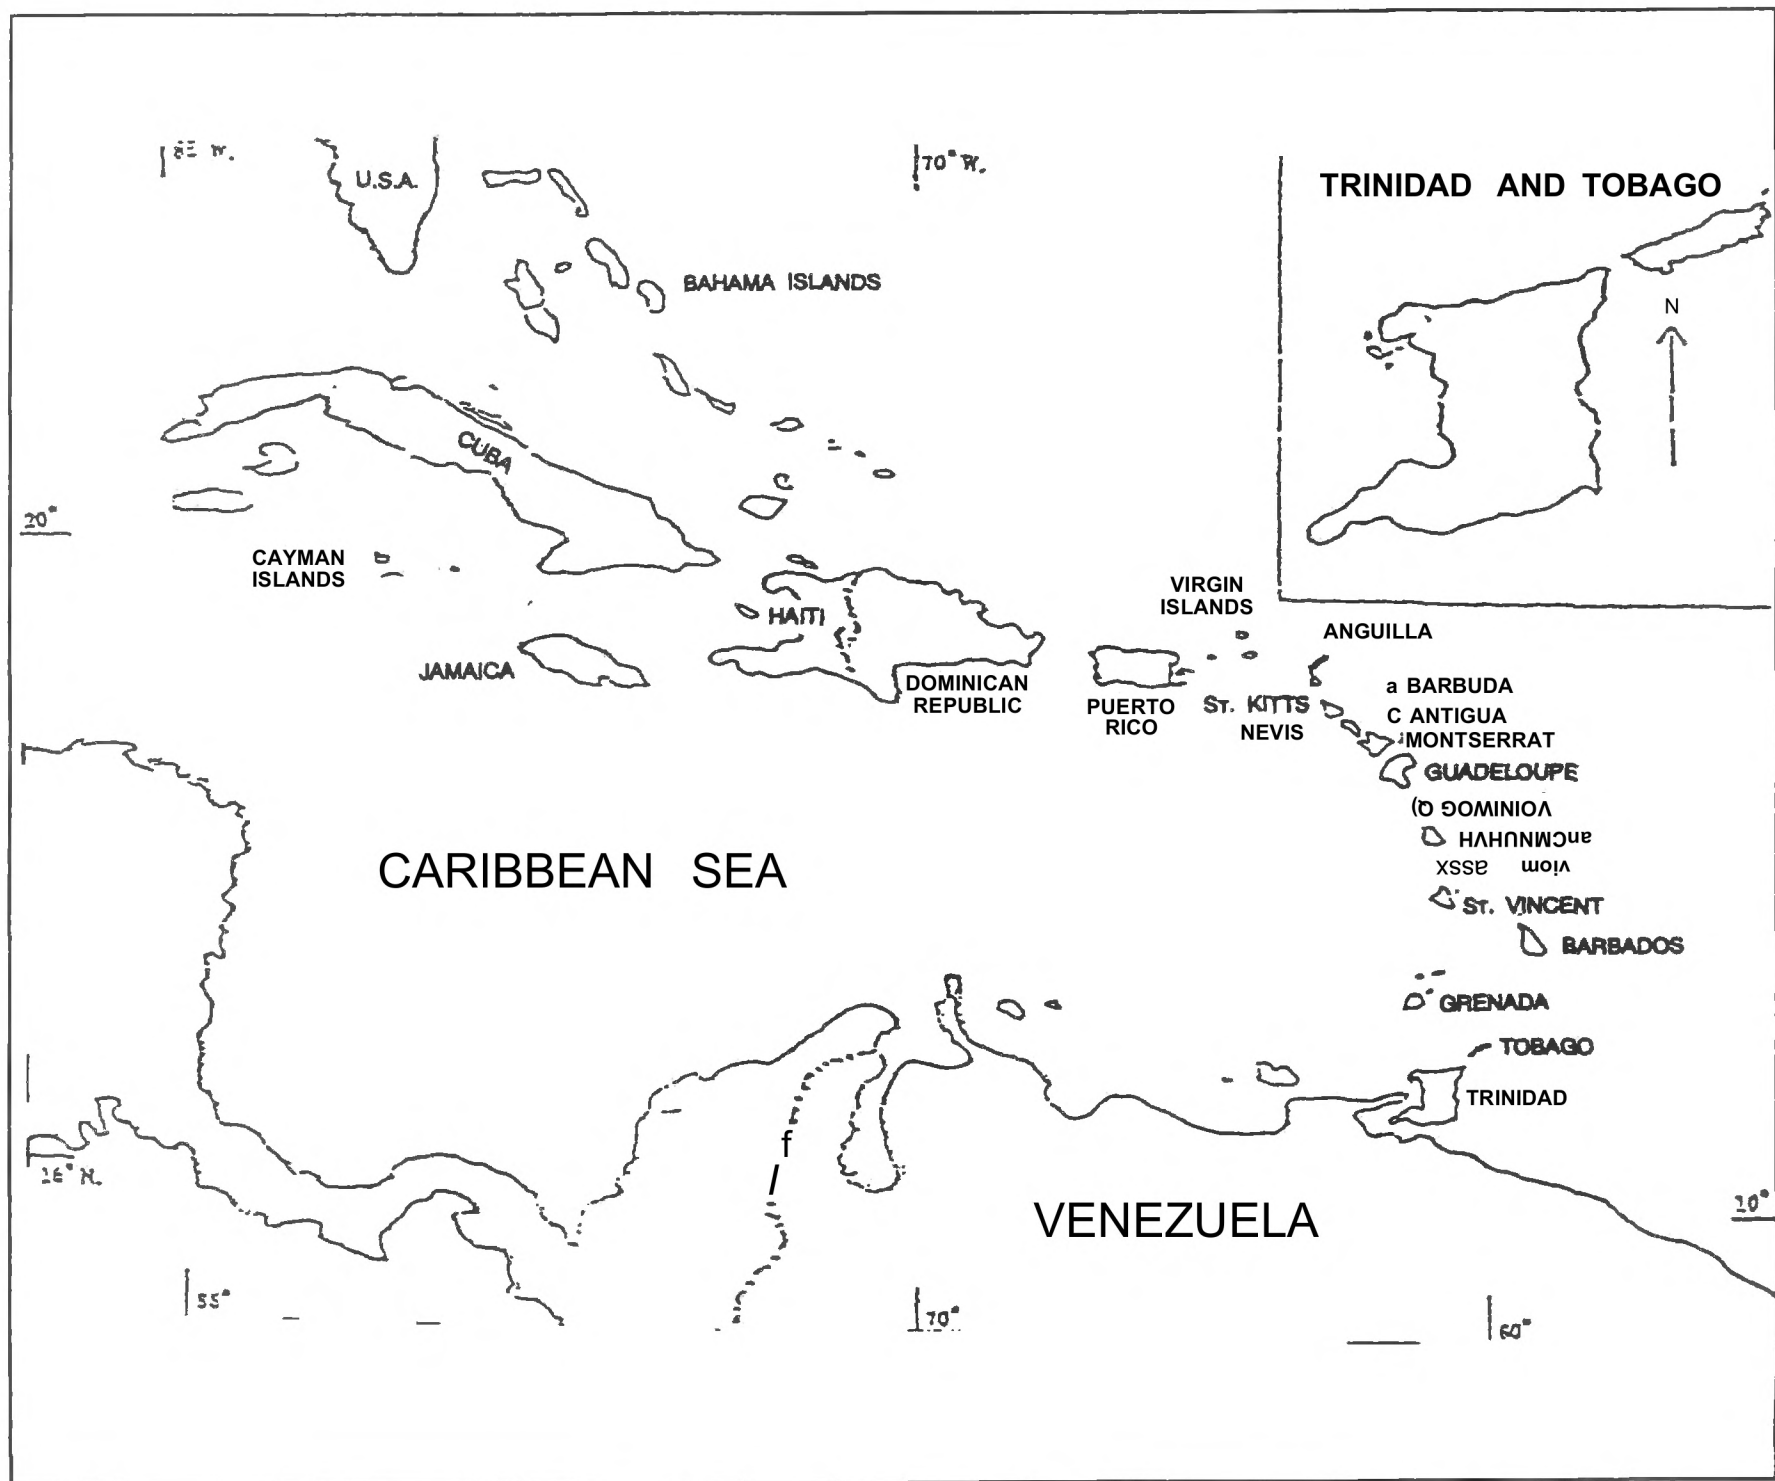 70° W.
U.S.A.
TRINIDAD AND TOBAGO
N
BAHAMA ISLANDS
CUBA
20°
CAYMAN
ISLANDS
HAITI
JAMAICA
DOMINICAN
REPUBLIC
PUERTO
RICO
VIRGIN
ISLANDS
ANGUILLA
ST. KITTS
NEVIS
a BARBUDA
C ANTIGUA
MONTSERRAT
GUADELOUPE
CARIBBEAN SEA
ST. VINCENT
BARBADOS
GRENADA
TOBAGO
TRINIDAD
f
VENEZUELA
10°
70°
60°